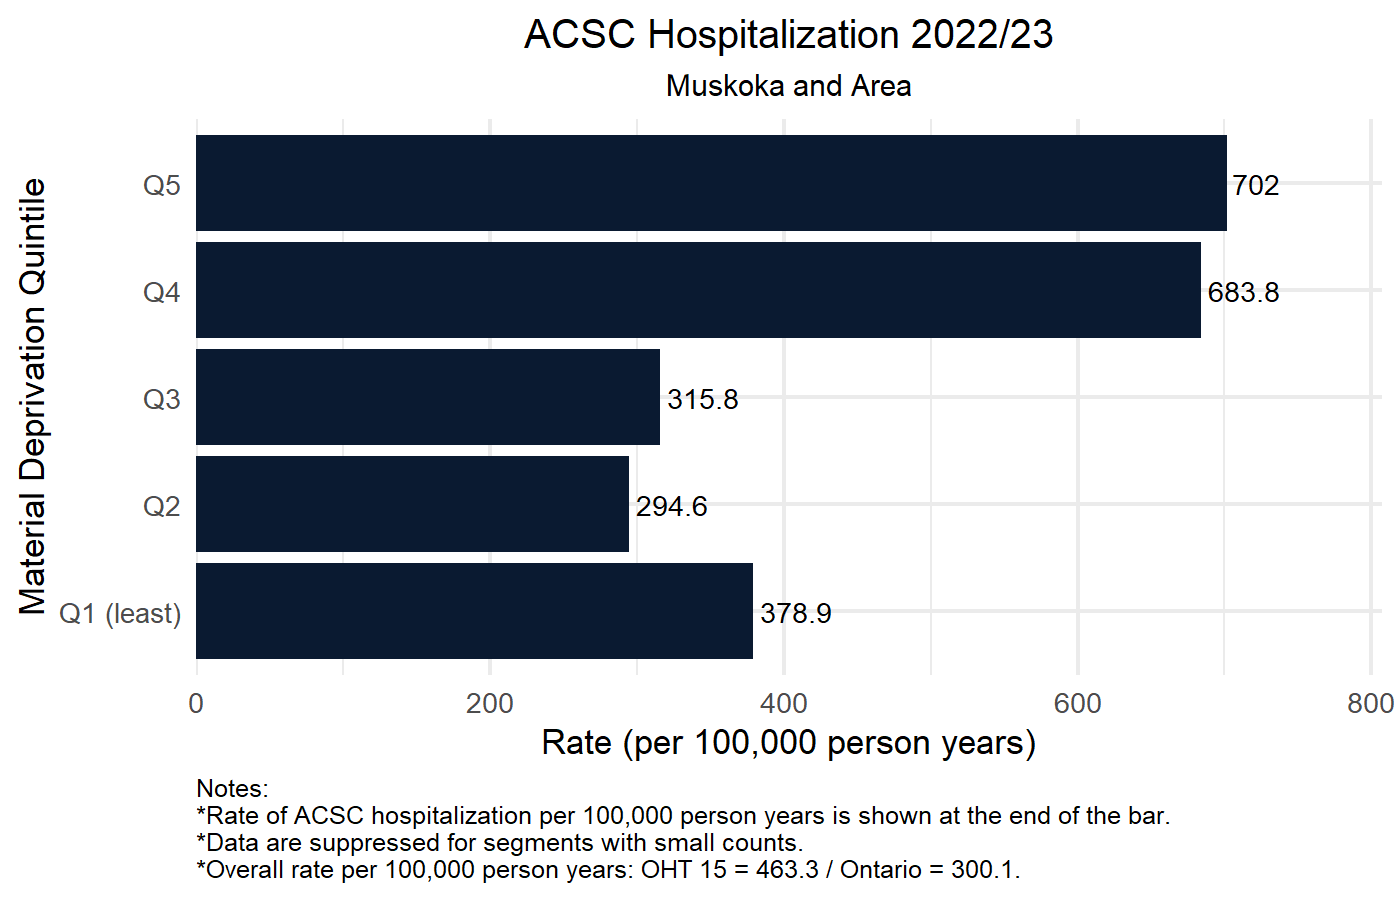 ACSC Hospitalization 2022/23
Muskoka and Area
Material Deprivation Quintile
Q5
702
Q4
683.8
Q3
315.8
Q2
294.6
Q1 (least)
378.9
0
200
400
600
800
Rate (per 100,000 person years)
Notes:
*Rate of ACSC hospitalization per 100,000 person years is shown at the end of the bar.
*Data are suppressed for segments with small counts.
*Overall rate per 100,000 person years: OHT 15 = 463.3 / Ontario = 300.1.